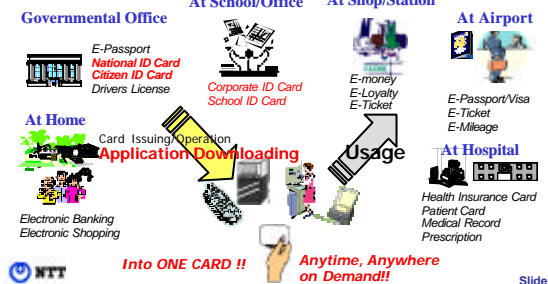 Governmental Office
E-Passport
National ID Card
Citizen ID Card
Drivers License
At School/Office
Corporate ID Card
School ID Card
At Shop/Station
E-money
E-Loyalty
E-Ticket
At Airport
E-Passport/Visa
E-Ticket
E-Mileage
At Home
Electronic Banking
Electronic Shopping
Card Issuing/Operation
Application Downloading
Usage
At Hospital
Health Insurance Card
Patient Card
Medical Record
Prescription
Into ONE CARD !!
Anytime, Anywhere
on Demand!!
NTT
Slide